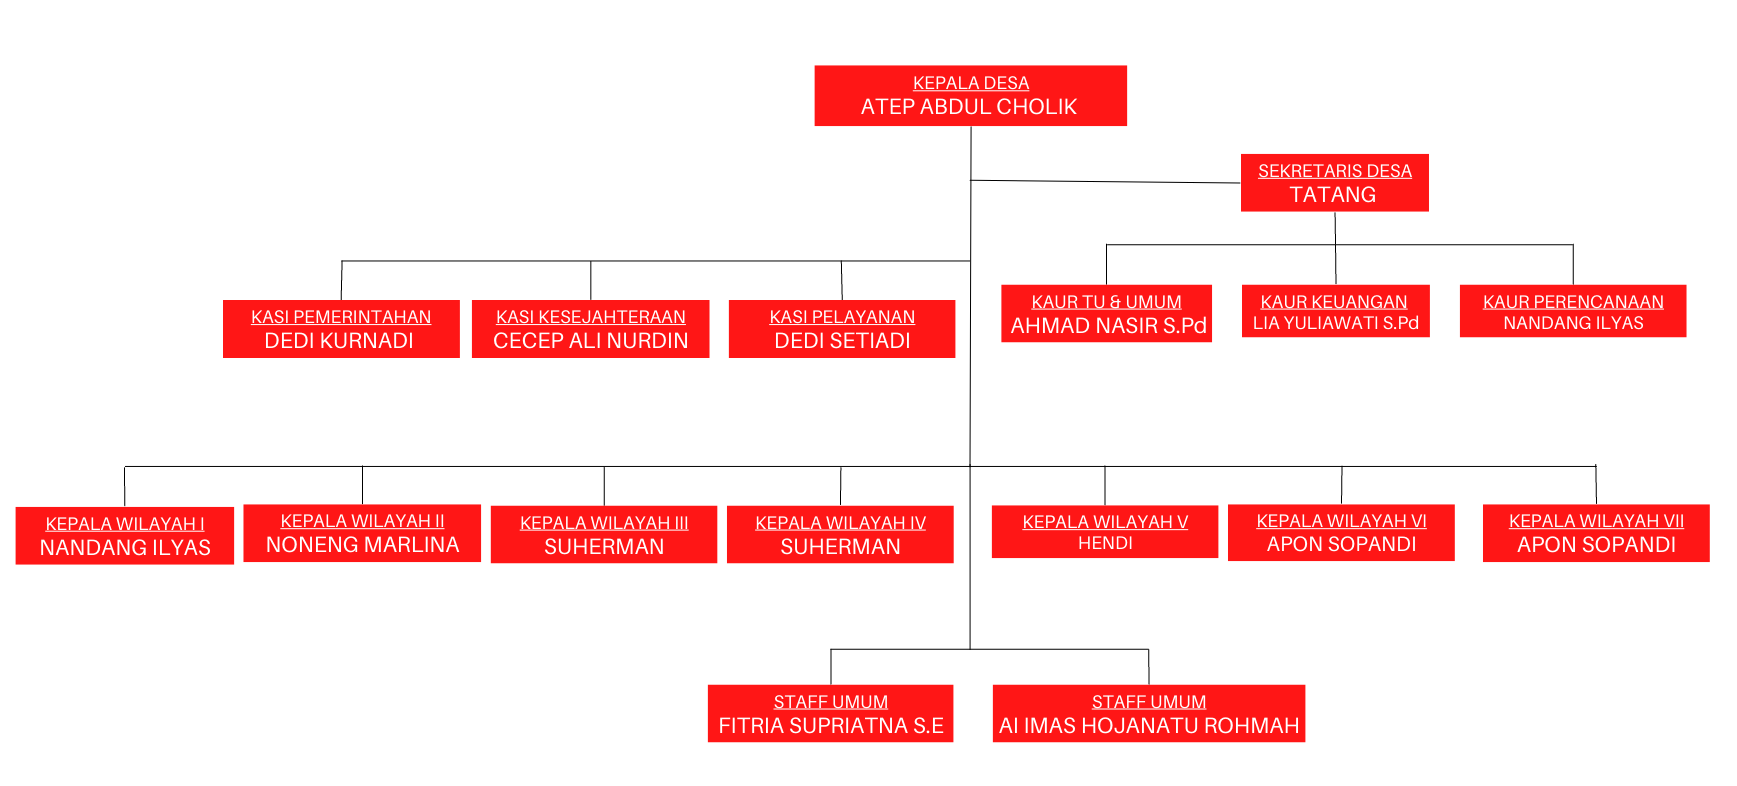 KEPALA DESA
ATEP ABDUL CHOLIK
SEKRETARIS DESA
TATANG
KASI PEMERINTAHAN
DEDI KURNADI
KASI KESEJAHTERAAN
CECEP ALI NURDIN
KASI PELAYANAN
DEDI SETIADI
KAUR TU & UMUM
AHMAD NASIR S.Pd
KAUR KEUANGAN
LIA YULIAWATI S.Pd
KAUR PERENCANAAN
NANDANG ILYAS
KEPALA WILAYAH I
NANDANG ILYAS
KEPALA WILAYAH II
NONENG MARLINA
KEPALA WILAYAH III
SUHERMAN
KEPALA WILAYAH IV
SUHERMAN
KEPALA WILAYAH V
HENDI
KEPALA WILAYAH VI
APON SOPANDI
KEPALA WILAYAH VII
APON SOPANDI
STAFF UMUM
FITRIA SUPRIATNA S.E
STAFF UMUM
AI IMAS HOJANATU ROHMAH